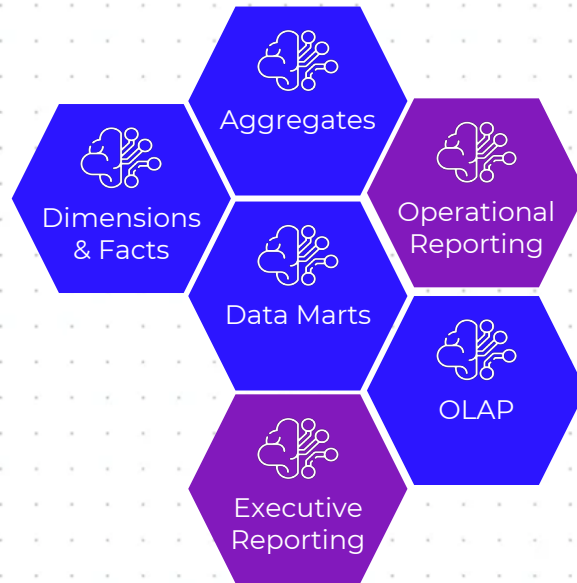 Aggregates
Dimensions
& Facts
Operational
Reporting
Data Marts
OLAP
Executive
Reporting